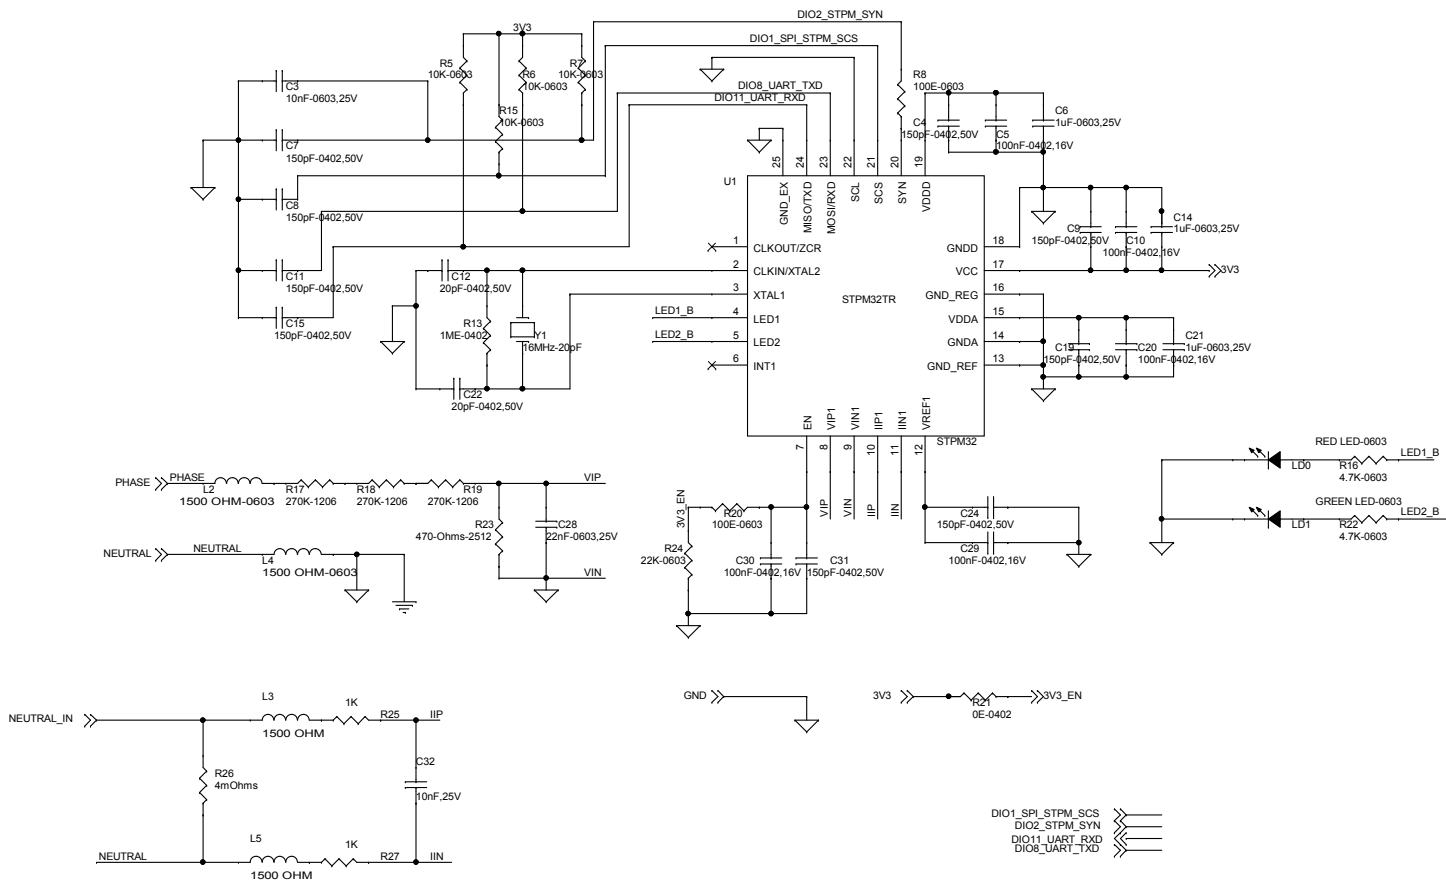 DIO2_STPM_SYN
3V3
DIO1_SPI_STPM_SCS
R5
10K-0603
R6
10K-0603
R7
10K-0603
C3
10nF-0603,25V
R8
100E-0603
DIO8_UART_TXD
DIO11_UART_RXD
R15
10K-0603
C4
150pF-0402,50V
C5
100nF-0402,16V
C6
1uF-0603,25V
C7
150pF-0402,50V
C8
150pF-0402,50V
C11
150pF-0402,50V
C15
150pF-0402,50V
U1
25
24
23
22
21
20
19
GND_EX
MISO/TXD
MOSI/RXD
SCL
SCS
SYN
VDDD
1
CLKOUT/ZCR
2
CLKIN/XTAL2
3
XTAL1
4
LED1
5
LED2
6
INT1
LED1_B
LED2_B
STPM32TR
GNDD
18
VCC
17
GND_REG
16
VDDA
15
GNDA
14
GND_REF
13
C9
150pF-0402,50V
C10
100nF-0402,16V
C14
1uF-0603,25V
3V3
C19
150pF-0402,50V
C20
100nF-0402,16V
C21
1uF-0603,25V
C12
20pF-0402,50V
R13
1ME-0402
Y1
16MHz-20pF
C22
20pF-0402,50V
EN
VIP1
VIN1
IIP1
IIN1
VREF1
STPM32
7
8
9
10
11
12
VIP
VIN
IIP
IIN
RED LED-0603
LED1_B
LD0
R16
4.7K-0603
GREEN LED-0603
LED2_B
LD1
R22
4.7K-0603
PHASE
PHASE
L2
1500 OHM-0603
R17
270K-1206
R18
270K-1206
R19
270K-1206
VIP
R23
470-Ohms-2512
C28
22nF-0603,25V
VIN
NEUTRAL
NEUTRAL
L4
1500 OHM-0603
3V3_EN
R20
100E-0603
R24
22K-0603
C30
100nF-0402,16V
C31
150pF-0402,50V
C24
150pF-0402,50V
C29
100nF-0402,16V
L3
1K
NEUTRAL_IN
R25
IIP
1500 OHM
R26
4mOhms
C32
10nF,25V
L5
1K
NEUTRAL
R27
IIN
1500 OHM
GND
3V3
R21
0E-0402
3V3_EN
DIO1_SPI_STPM_SCS
DIO2_STPM_SYN
DIO11_UART_RXD
DIO8_UART_TXD